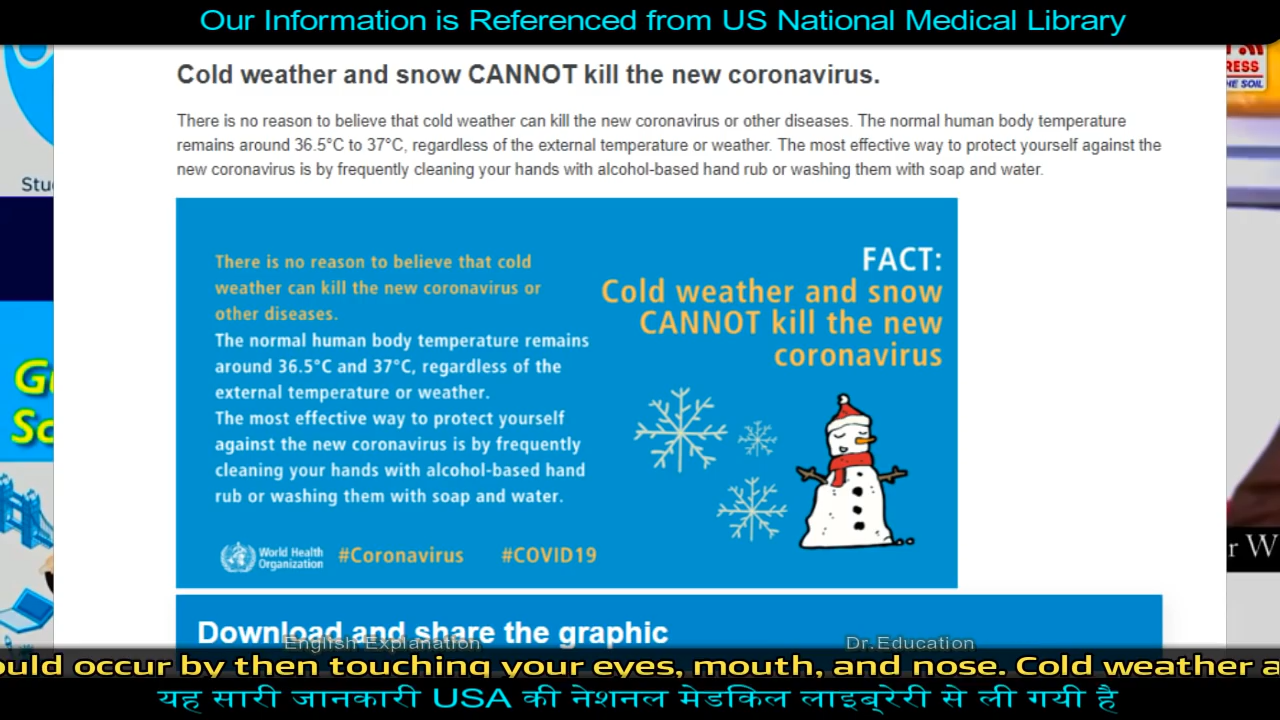 Our Information is Referenced from US National Medical Library
RESS
HE SOIL
Cold weather and snow CANNOT kill the new coronavirus.
There is no reason to believe that cold weather can kill the new coronavirus or other diseases. The normal human body temperature
remains around 36.5°C to 37°C, regardless of the external temperature or weather. The most effective way to protect yourself against the
new coronavirus is by frequently cleaning your hands with alcohol-based hand rub or washing them with soap and water.
Stu
There is no reason to believe that cold
weather can kill the new coronavirus or
other diseases.
The normal human body temperature remains
around 36.5°C and 37°C, regardless of the
external temperature or weather.
The most effective way to protect yourself
against the new coronavirus is by frequently
cleaning your hands with alcohol-based hand
rub or washing them with soap and water.
FACT:
Cold weather and snow
CANNOT kill the new
coronavirus
World Health
Organization
#Coronavirus #COVID19
r W
Download and share the graphic
English Explanation Dr.Education
ould occur by then touching your eyes, mouth, and nose. Cold weather a
यह सारी जानकारी USA की नेशनल मेडकिल लाइब्रेरी से ली गयी है